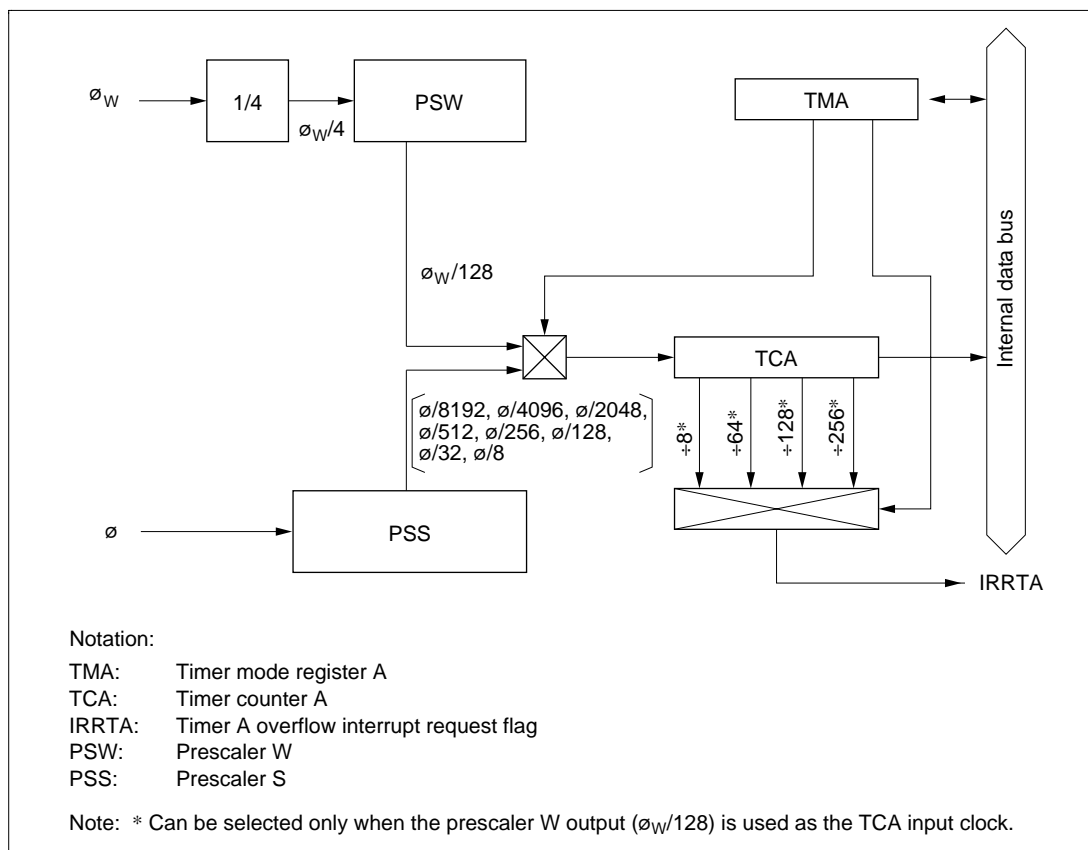 øW
1/4
øW/4
PSW
TMA
Internal data bus
øW/128
TCA
ø/8192, ø/4096, ø/2048,
ø/512, ø/256, ø/128,
ø/32, ø/8
÷8*
÷64*
÷128*
÷256*
ø
PSS
IRRTA
Notation:
TMA: Timer mode register A
TCA: Timer counter A
IRRTA: Timer A overflow interrupt request flag
PSW: Prescaler W
PSS: Prescaler S
Note: * Can be selected only when the prescaler W output (øW/128) is used as the TCA input clock.